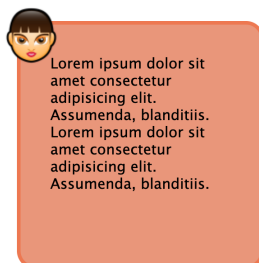 Lorem ipsum dolor sit
amet consectetur
adipisicing elit.
Assumenda, blanditiis.
Lorem ipsum dolor sit
amet consectetur
adipisicing elit.
Assumenda, blanditiis.